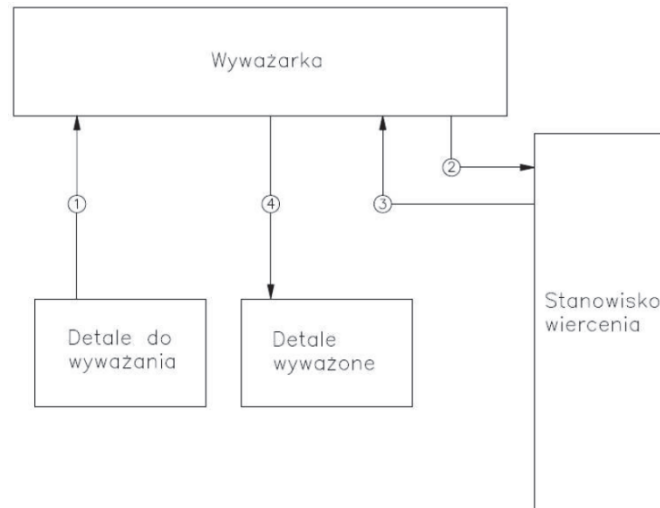 Wyważarka
2
1
4
3
Detale do
wyważania
Detale
wyważone
Stanowisko
wiercenia